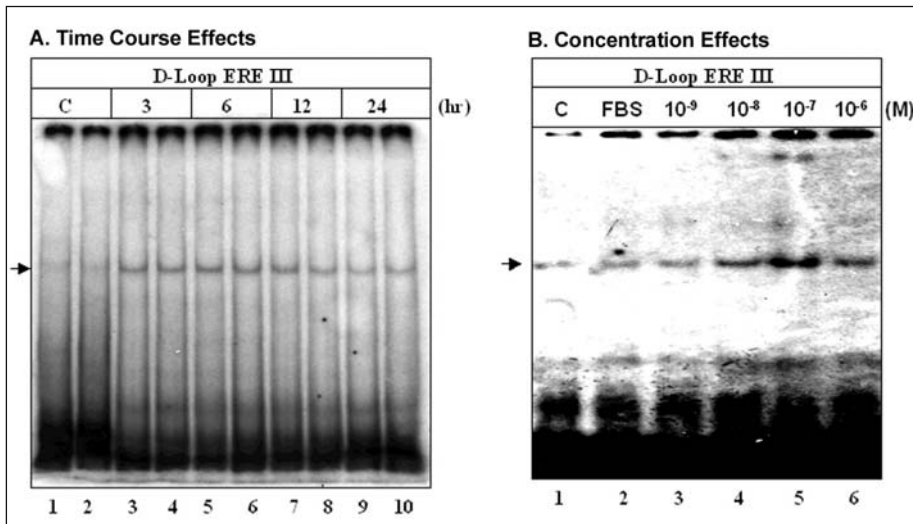 A. Time Course Effects
D-Loop ERE III
C 3 6 12 24 (hr)
1 2 3 4 5 6 7 8 9 10
B. Concentration Effects
D-Loop ERE III
C FBS 10⁻⁹ 10⁻⁸ 10⁻⁷ 10⁻⁶ (M)
1 2 3 4 5 6